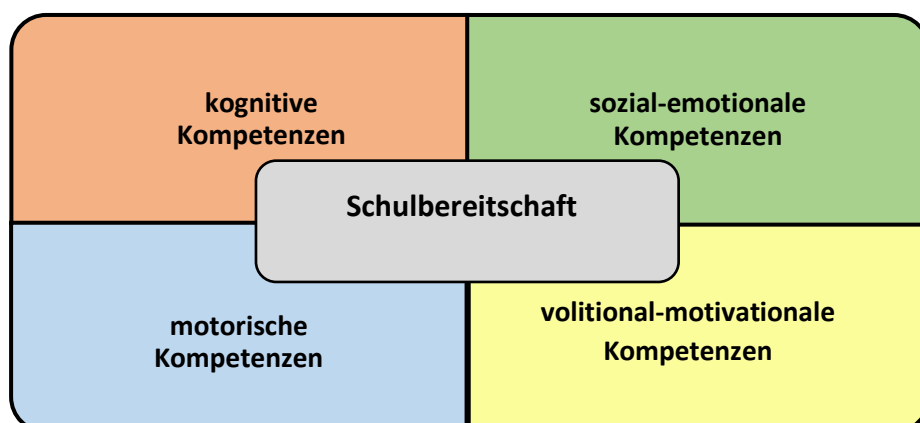 kognitive
Kompetenzen
sozial-emotionale
Kompetenzen
Schulbereitschaft
motorische
Kompetenzen
volitional-motivationale
Kompetenzen